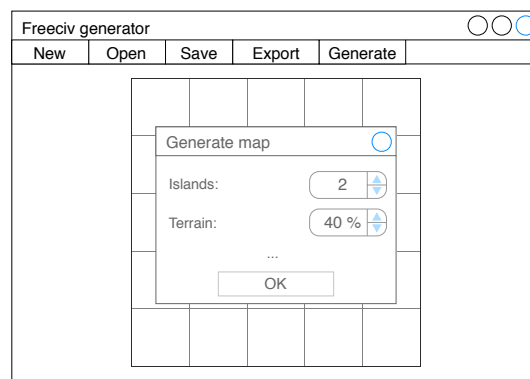 Freeciv generator
New Open Save Export Generate
Generate map
Islands: 2
Terrain: 40 %
...
OK